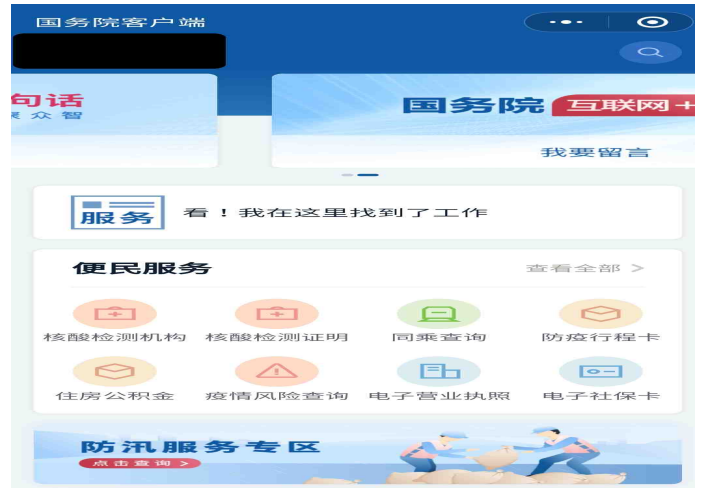 国务院客户端
句话
众智
国务院 互联网+
我要留言
服务 看！我在这里找到了工作
便民服务 查看全部 >
核酸检测机构 核酸检测证明 同乘查询 防疫行程卡
住房公积金 疫情风险查询 电子营业执照 电子社保卡
防汛服务专区
点击查询 >